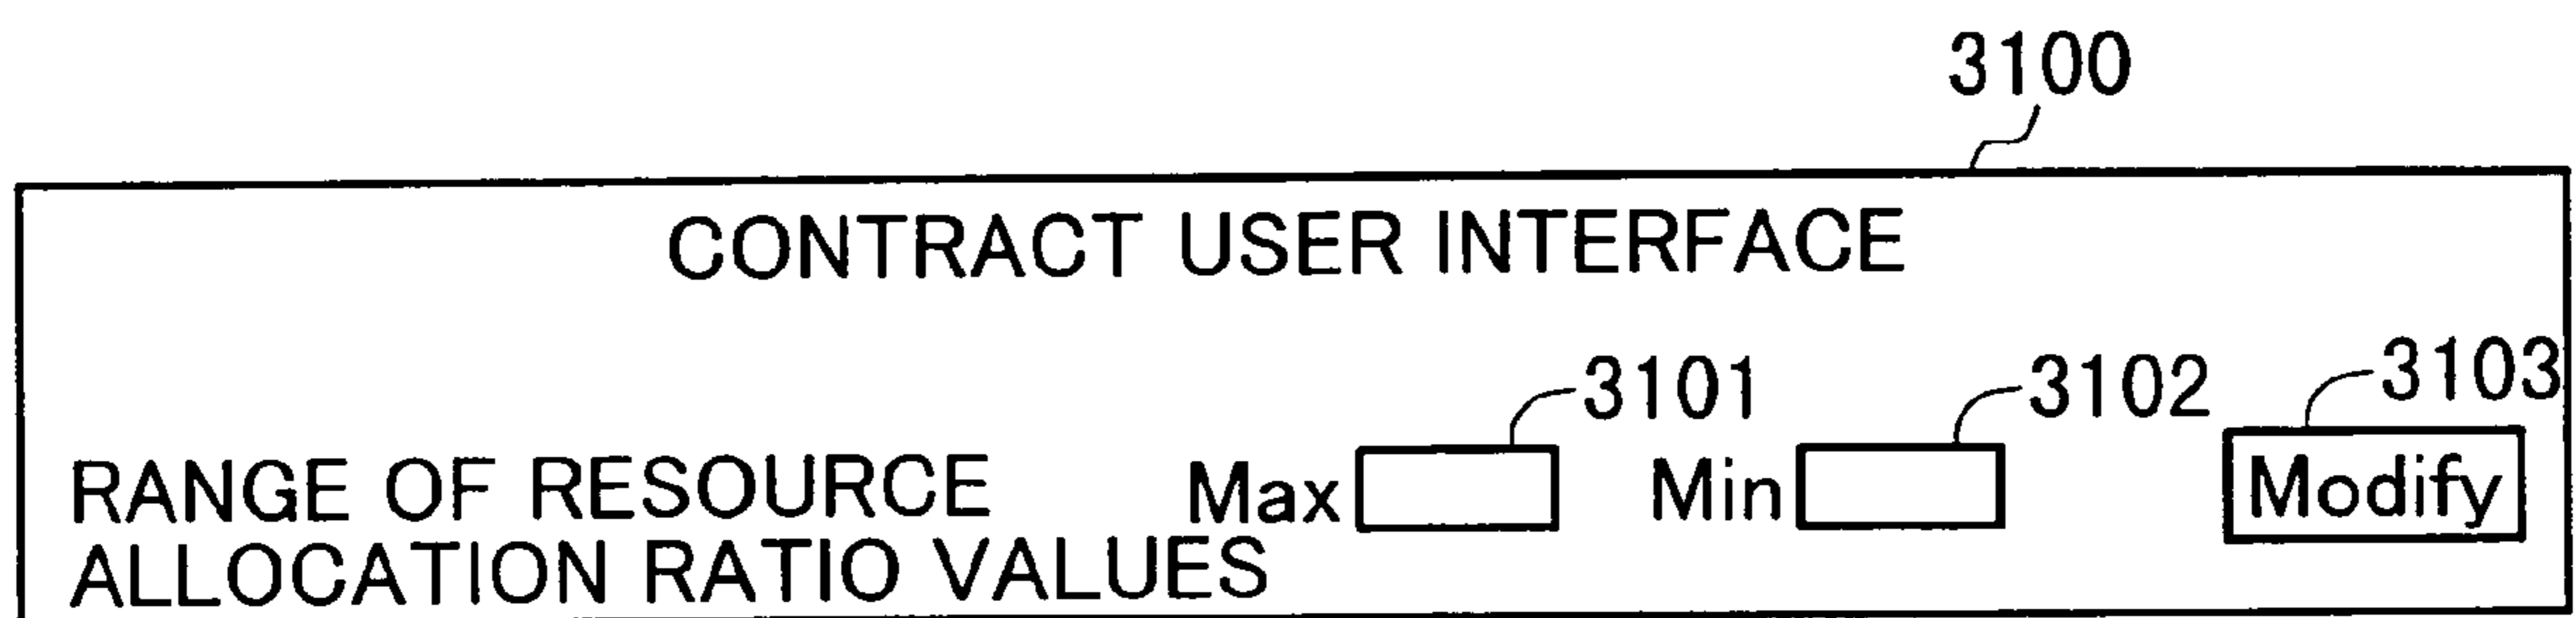 3100
CONTRACT USER INTERFACE
3101 3102 3103
RANGE OF RESOURCE Max Min Modify
ALLOCATION RATIO VALUES